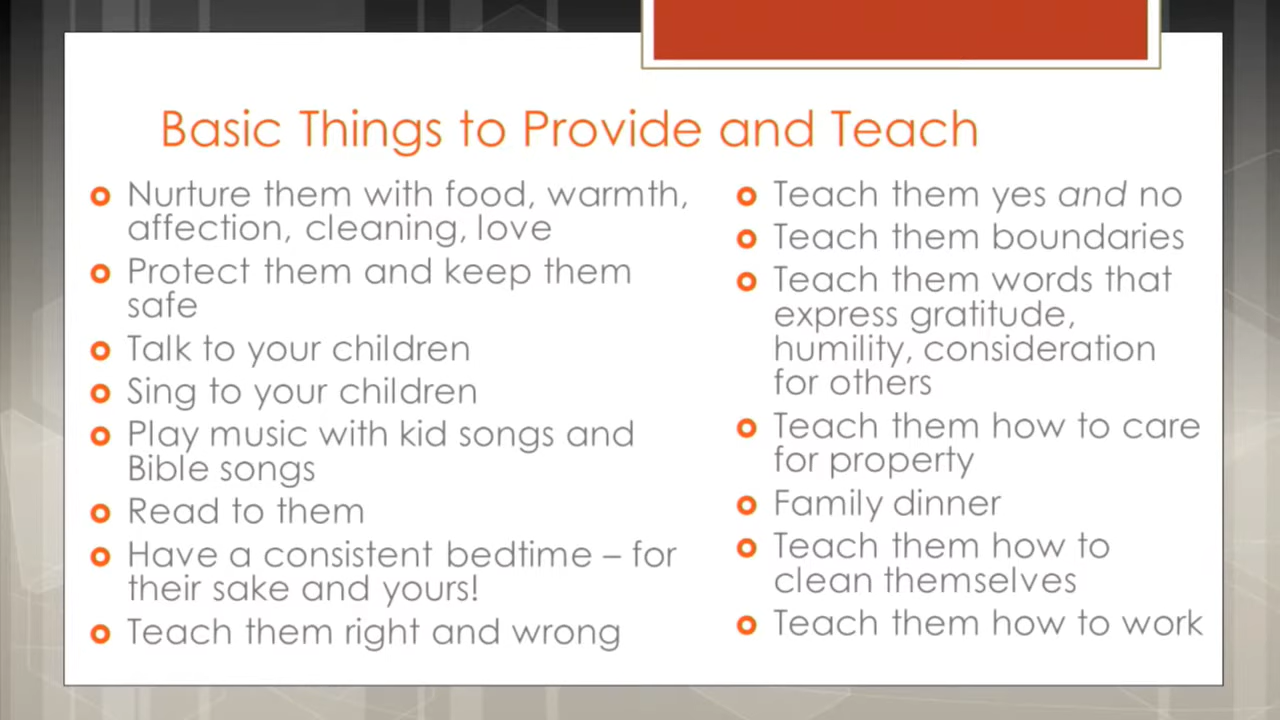 Basic Things to Provide and Teach
Nurture them with food, warmth,
affection, cleaning, love
Protect them and keep them
safe
Talk to your children
Sing to your children
Play music with kid songs and
Bible songs
Read to them
Have a consistent bedtime – for
their sake and yours!
Teach them right and wrong
Teach them yes and no
Teach them boundaries
Teach them words that
express gratitude,
humility, consideration
for others
Teach them how to care
for property
Family dinner
Teach them how to
clean themselves
Teach them how to work